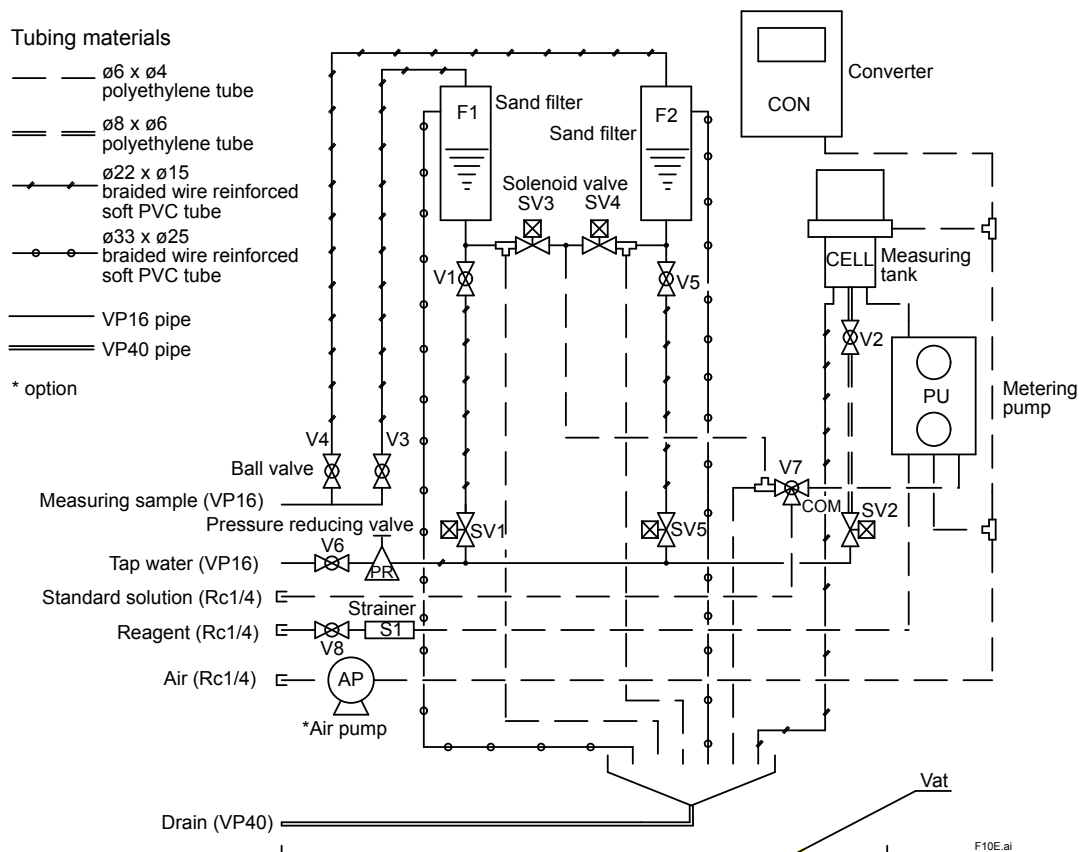 Tubing materials
ø6 x ø4
polyethylene tube
ø8 x ø6
polyethylene tube
ø22 x ø15
braided wire reinforced
soft PVC tube
ø33 x ø25
braided wire reinforced
soft PVC tube
VP16 pipe
VP40 pipe
* option
F1
Sand filter
F2
Sand filter
Solenoid valve
SV3
SV4
CON
Converter
CELL
Measuring
tank
V1
V5
V2
PU
Metering
pump
V4
V3
Ball valve
V7
COM
Measuring sample (VP16)
Pressure reducing valve
SV1
SV5
SV2
V6
PR
Tap water (VP16)
Standard solution (Rc1/4)
Strainer
S1
Reagent (Rc1/4)
V8
Air (Rc1/4)
AP
*Air pump
Vat
Drain (VP40)
F10E.ai